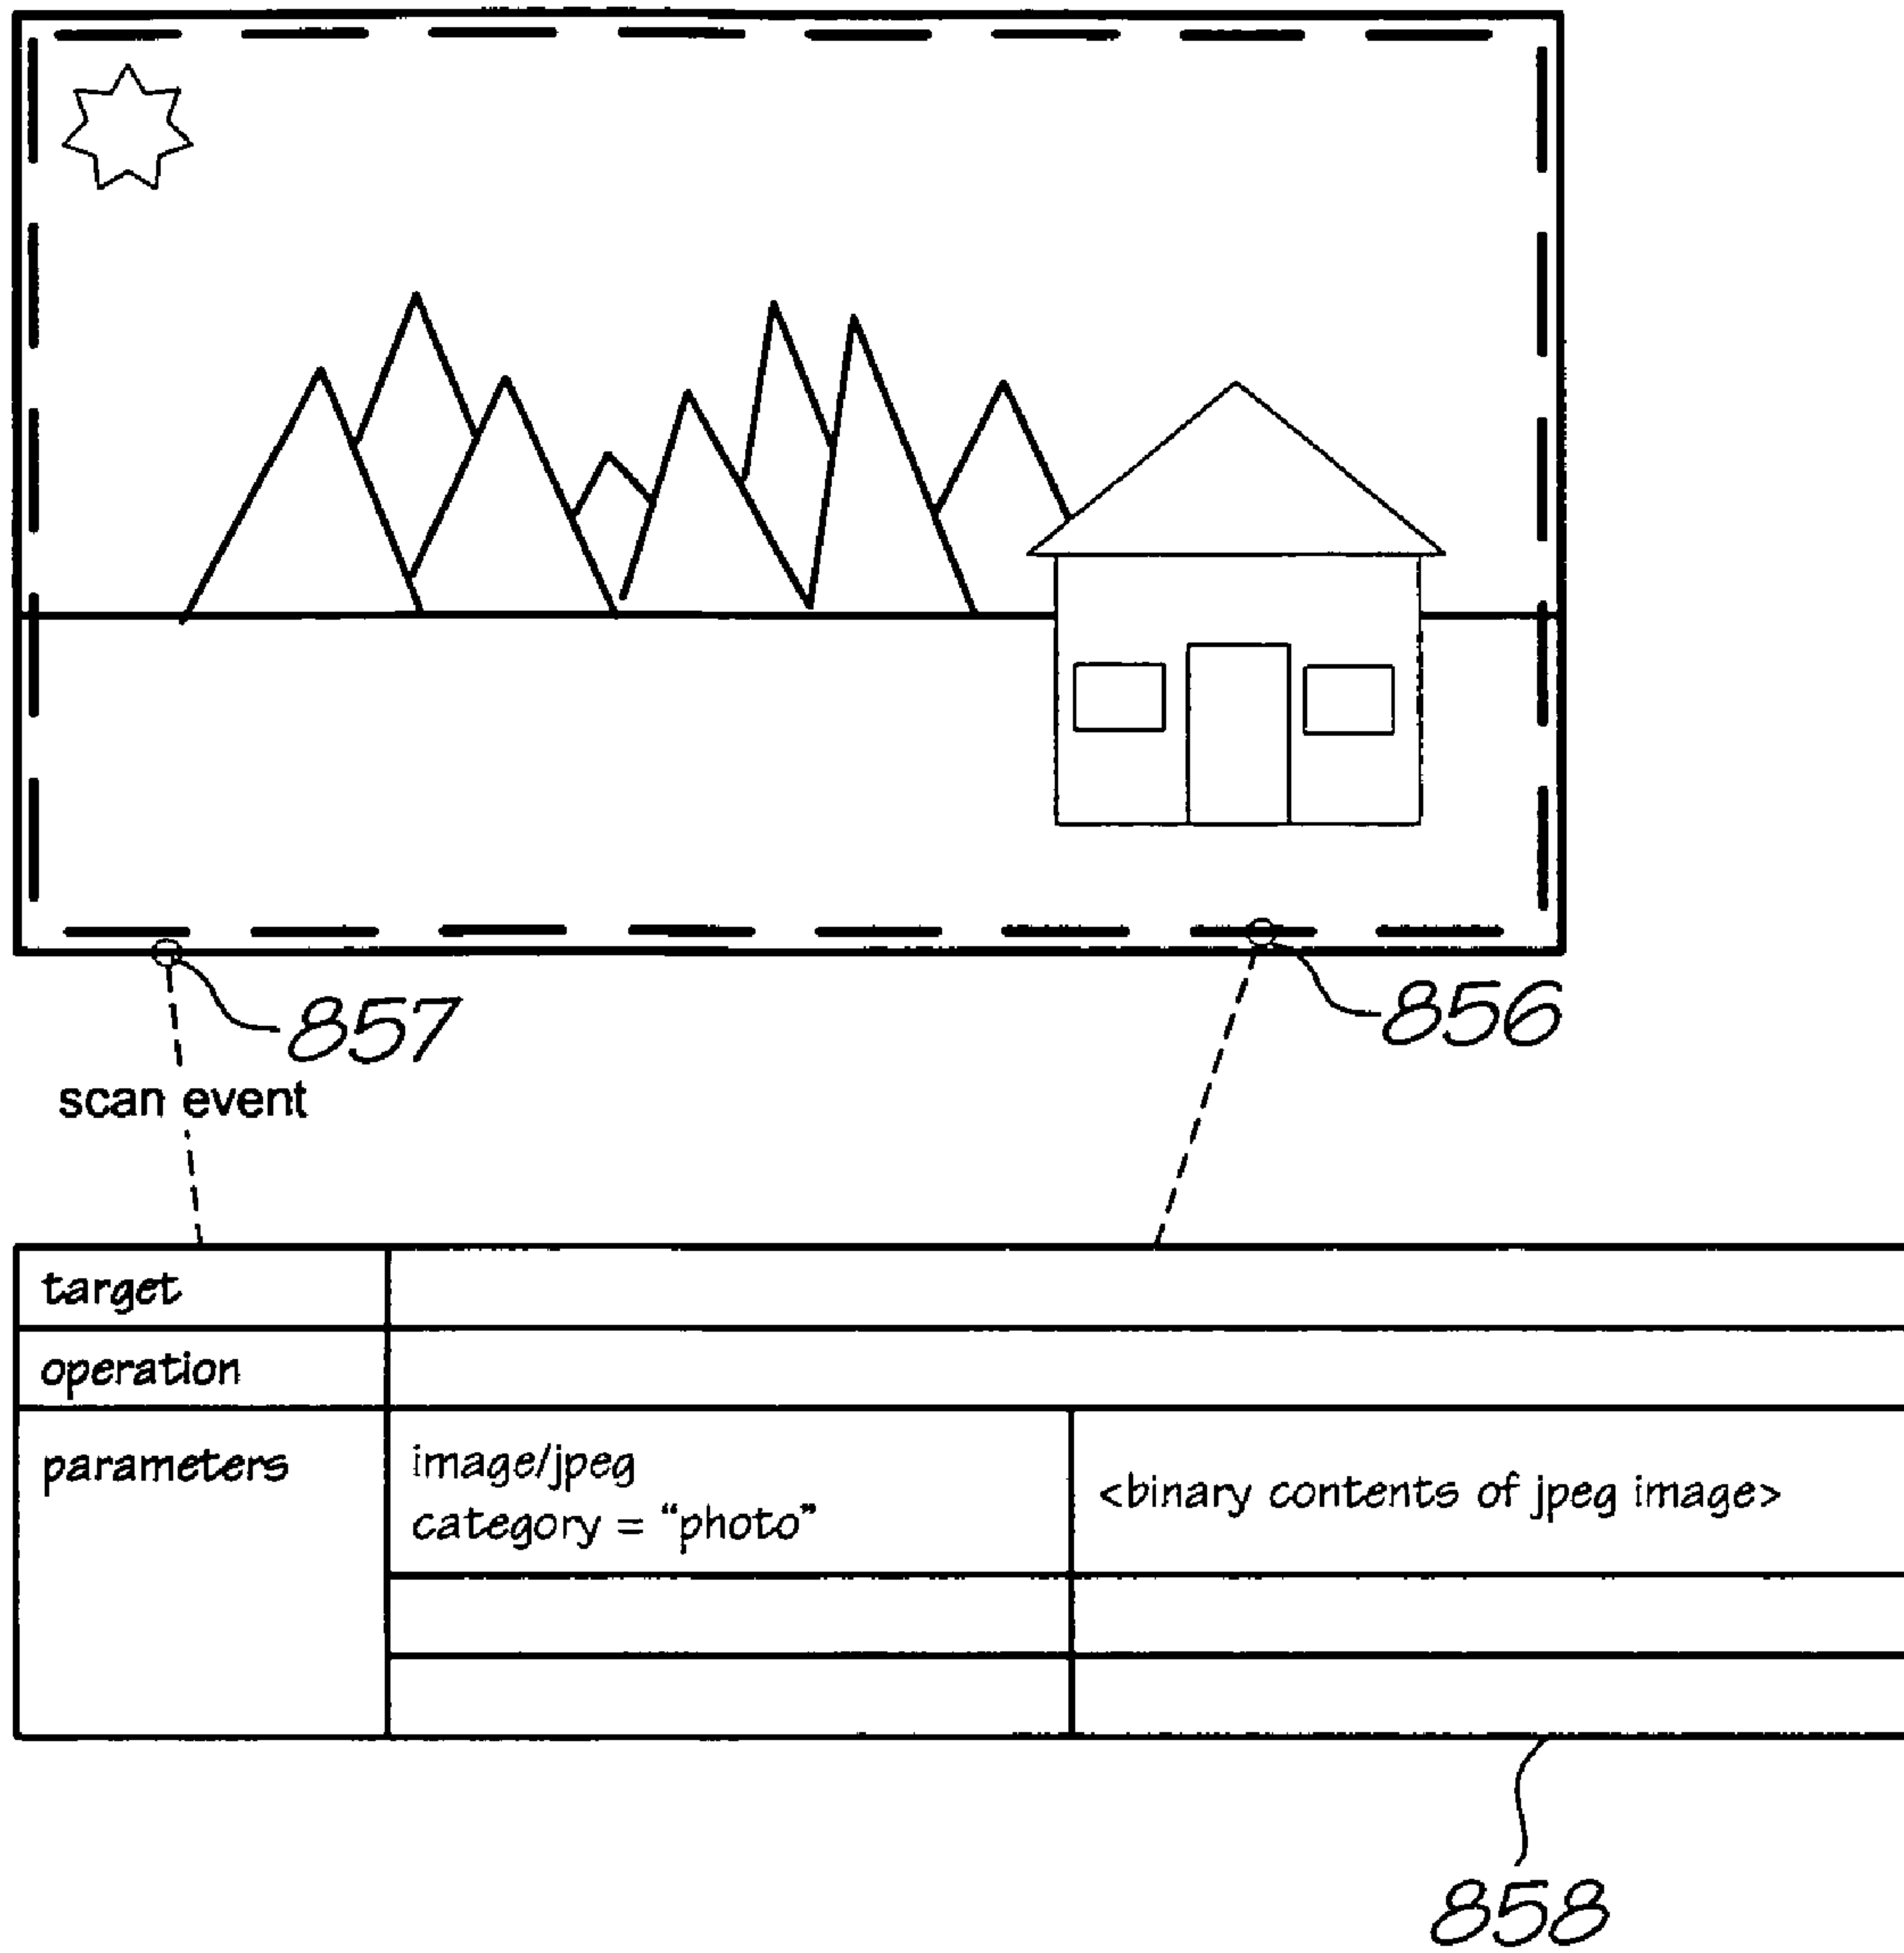 857
856
scan event
target
operation
parameters
image/jpeg
category = “photo”
<binary contents of jpeg image>
858